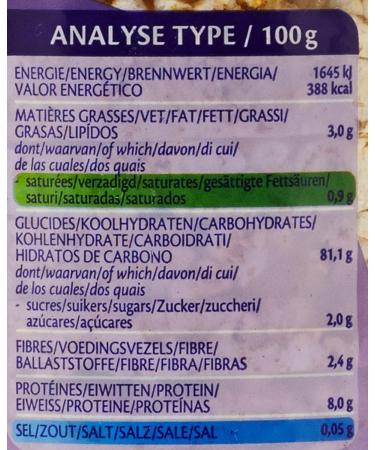 ANALYSE TYPE / 100g
ENERGIE/ENERGY/BRENNWERT/ENERGIA/ 1645 kJ
VALOR ENERGÉTICO 388 kcal
MATIÈRES GRASSES/VET/FAT/FETT/GRASSI/
GRASAS/LIPÍDOS 3,0 g
dont/waarvan/of which/davon/di cui/
de las cuales/dos quais
- saturées/verzadigd/saturates/gesättigte Fettsäuren/
saturi/saturadas/saturados 0,9 g
GLUCIDES/KOOLHYDRATEN/CARBOHYDRATES/
KOHLENHYDRATE/CARBOIDRATI/
HIDRATOS DE CARBONO 81,1 g
dont/waarvan/of which/davon/di cui/
de los cuales/dos quais
- sucres/suikers/sugars/Zucker/zuccheri/
azúcares/açúcares 2,0 g
FIBRES/VOEDINGSVEZELS/FIBRE/
BALLASTSTOFFE/FIBRE/FIBRA/FIBRAS 2,4 g
PROTÉINES/EIWITTEN/PROTEIN/
EIWEISS/PROTEINE/PROTEÍNAS 8,0 g
SEL/ZOUT/SALT/SALZ/SALE/SAL 0,05 g